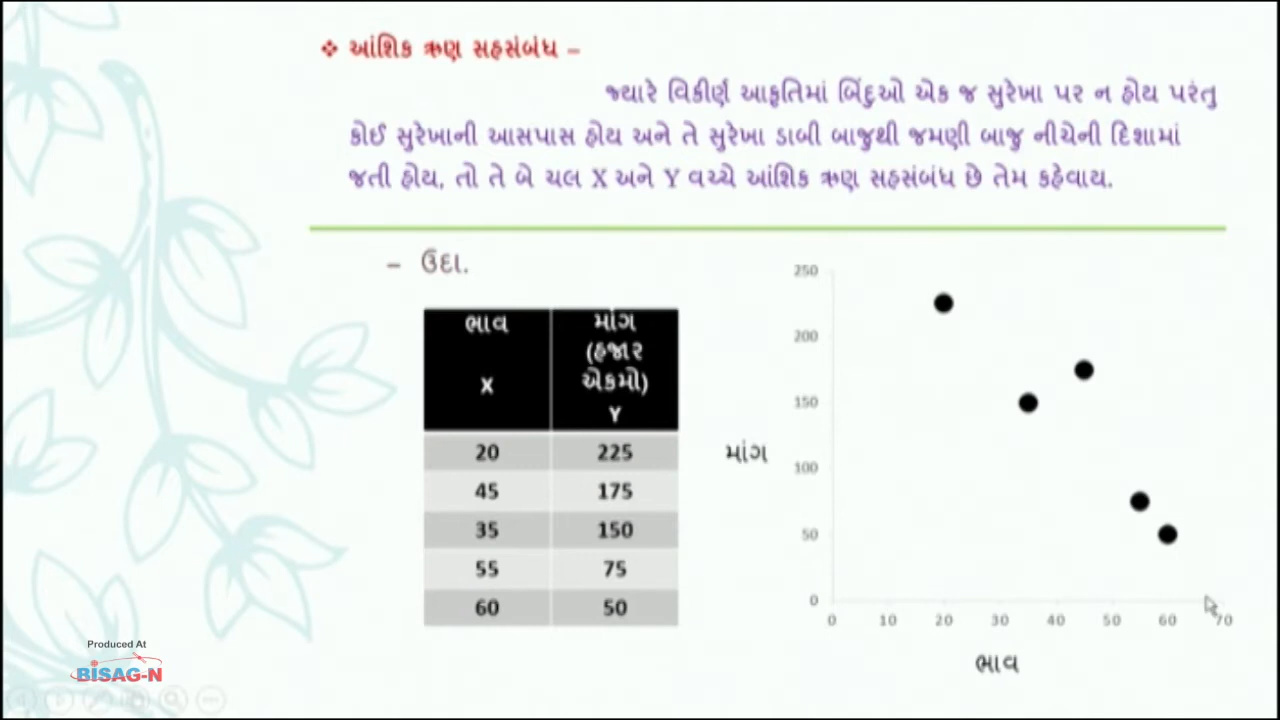 ❖ આંશિક ઋણ સહસંબંધ –
જ્યારે વિકીર્ણ આકૃતિમાં બિંદુઓ એક જ સુરેખા પર ન હોય પરંતુ
કોઈ સુરેખાની આસપાસ હોય અને તે સુરેખા ડાબી બાજુથી જમણી બાજુ નીચેની દિશામાં
જતી હોય, તો તે બે ચલ X અને Y વચ્ચે આંશિક ઋણ સહસંબંધ છે તેમ કહેવાય.
– ઉદા.
ભાવ
X
માંગ
(હજાર
એકમો)
Y
20 225
45 175
35 150
55 75
60 50
250
200
150
100
50
0
માંગ
0 10 20 30 40 50 60 70
ભાવ
Produced At
BISAG-N